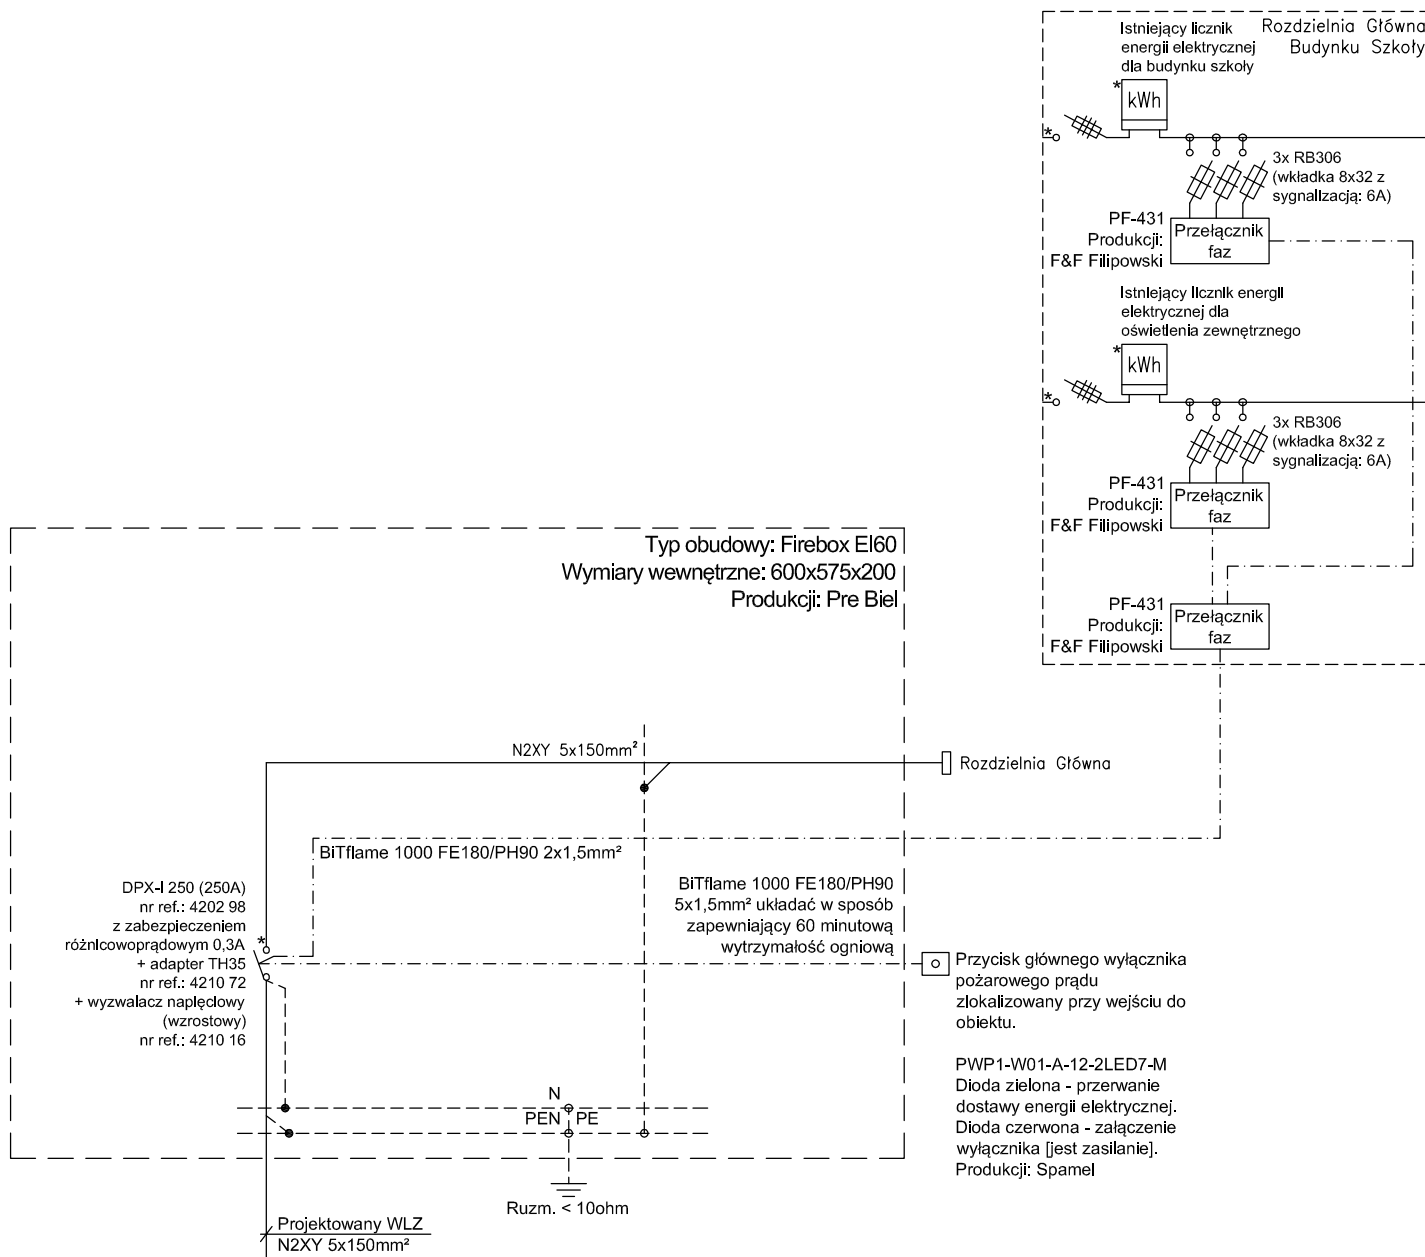 Istniejący licznik
energii elektrycznej
dla budynku szkoły
Rozdzielnia Główna
Budynku Szkoły
*
kWh
*
3x RB306
(wkładka 8x32 z
sygnalizacją: 6A)
PF-431
Produkcji:
F&F Filipowski
Przełącznik
faz
Istniejący licznik energii
elektrycznej dla
oświetlenia zewnętrznego
*
kWh
*
3x RB306
(wkładka 8x32 z
sygnalizacją: 6A)
PF-431
Produkcji:
F&F Filipowski
Przełącznik
faz
PF-431
Produkcji:
F&F Filipowski
Przełącznik
faz
Typ obudowy: Firebox EI60
Wymiary wewnętrzne: 600x575x200
Produkcji: Pre Biel
N2XY 5x150mm²
Rozdzielnia Główna
BiTflame 1000 FE180/PH90 2x1,5mm²
DPX-I 250 (250A)
nr ref.: 4202 98
z zabezpieczeniem
różnicowoprądowym 0,3A
+ adapter TH35
nr ref.: 4210 72
+ wyzwalacz napięciowy
(wzrostowy)
nr ref.: 4210 16
*
BiTflame 1000 FE180/PH90
5x1,5mm² układać w sposób
zapewniający 60 minutową
wytrzymałość ogniową
Przycisk głównego wyłącznika
pożarowego prądu
zlokalizowany przy wejściu do
obiektu.
PWP1-W01-A-12-2LED7-M
Dioda zielona - przerwanie
dostawy energii elektrycznej.
Dioda czerwona - załączenie
wyłącznika [jest zasilanie].
Produkcji: Spamel
N
PEN PE
Ruzm. < 10ohm
Projektowany WLZ
N2XY 5x150mm²